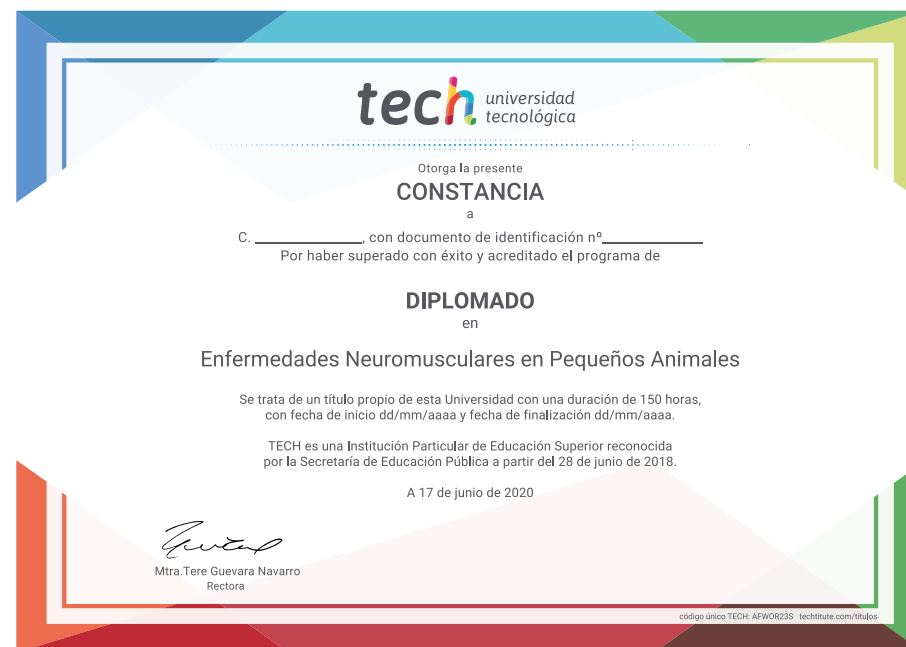 tech universidad
tecnológica
Otorga la presente
CONSTANCIA
a
C. ______________, con documento de identificación nº______________
Por haber superado con éxito y acreditado el programa de
DIPLOMADO
en
Enfermedades Neuromusculares en Pequeños Animales
Se trata de un título propio de esta Universidad con una duración de 150 horas,
con fecha de inicio dd/mm/aaaa y fecha de finalización dd/mm/aaaa.
TECH es una Institución Particular de Educación Superior reconocida
por la Secretaría de Educación Pública a partir del 28 de junio de 2018.
A 17 de junio de 2020
Mtra.Tere Guevara Navarro
Rectora
código único TECH: AFWOR23S techtitute.com/titulos